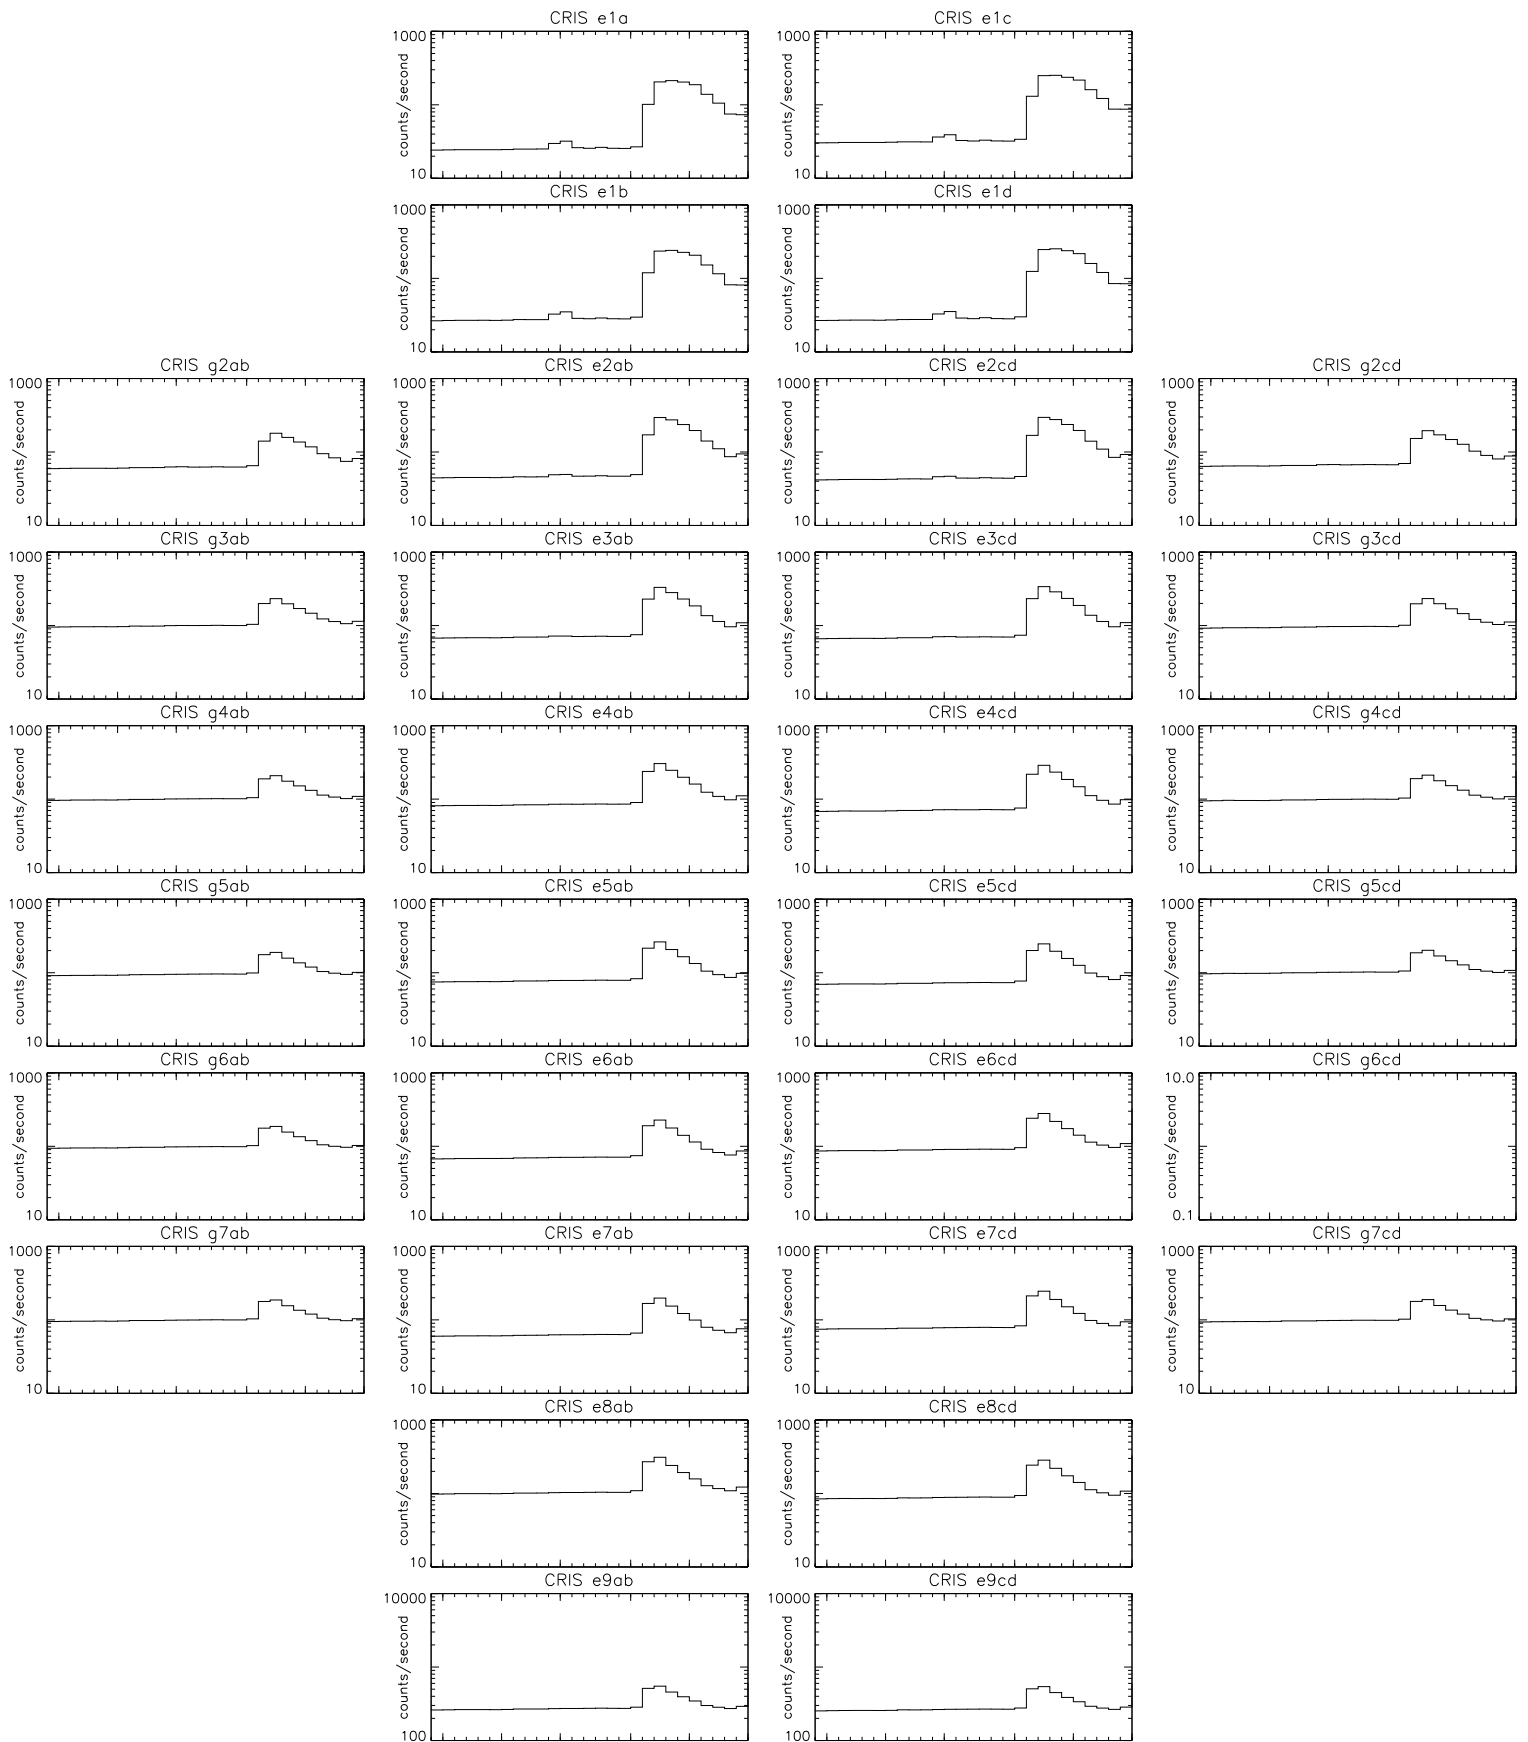 CRIS e1a CRIS e1c
1000 1000
counts/second counts/second
10 10
CRIS e1b CRIS e1d
1000 1000
counts/second counts/second
10 10
CRIS g2ab CRIS e2ab CRIS e2cd CRIS g2cd
1000 1000 1000 1000
counts/second counts/second counts/second counts/second
10 10 10 10
CRIS g3ab CRIS e3ab CRIS e3cd CRIS g3cd
1000 1000 1000 1000
counts/second counts/second counts/second counts/second
10 10 10 10
CRIS g4ab CRIS e4ab CRIS e4cd CRIS g4cd
1000 1000 1000 1000
counts/second counts/second counts/second counts/second
10 10 10 10
CRIS g5ab CRIS e5ab CRIS e5cd CRIS g5cd
1000 1000 1000 1000
counts/second counts/second counts/second counts/second
10 10 10 10
CRIS g6ab CRIS e6ab CRIS e6cd CRIS g6cd
1000 1000 1000 10.0
counts/second counts/second counts/second counts/second
10 10 10 0.1
CRIS g7ab CRIS e7ab CRIS e7cd CRIS g7cd
1000 1000 1000 1000
counts/second counts/second counts/second counts/second
10 10 10 10
CRIS e8ab CRIS e8cd
1000 1000
counts/second counts/second
10 10
CRIS e9ab CRIS e9cd
10000 10000
counts/second counts/second
100 100